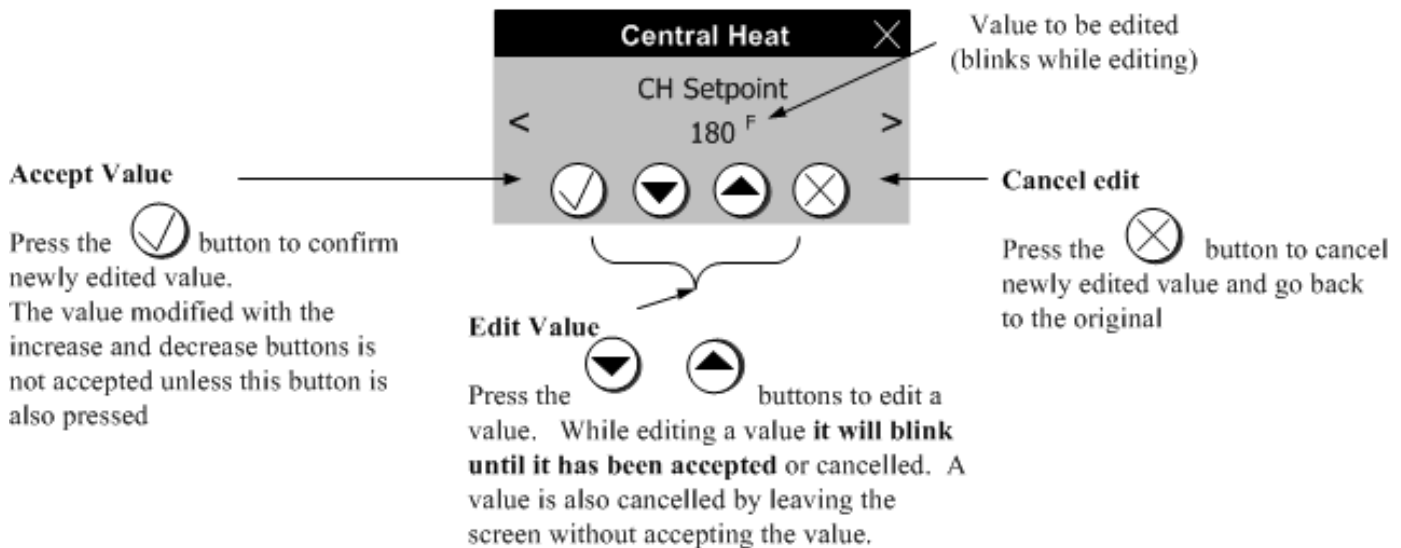 Central Heat
CH Setpoint
< 180 F >
Value to be edited
(blinks while editing)
Accept Value
Press the button to confirm
newly edited value.
The value modified with the
increase and decrease buttons is
not accepted unless this button is
also pressed
Edit Value
Press the buttons to edit a
value. While editing a value it will blink
until it has been accepted or cancelled. A
value is also cancelled by leaving the
screen without accepting the value.
Cancel edit
Press the button to cancel
newly edited value and go back
to the original